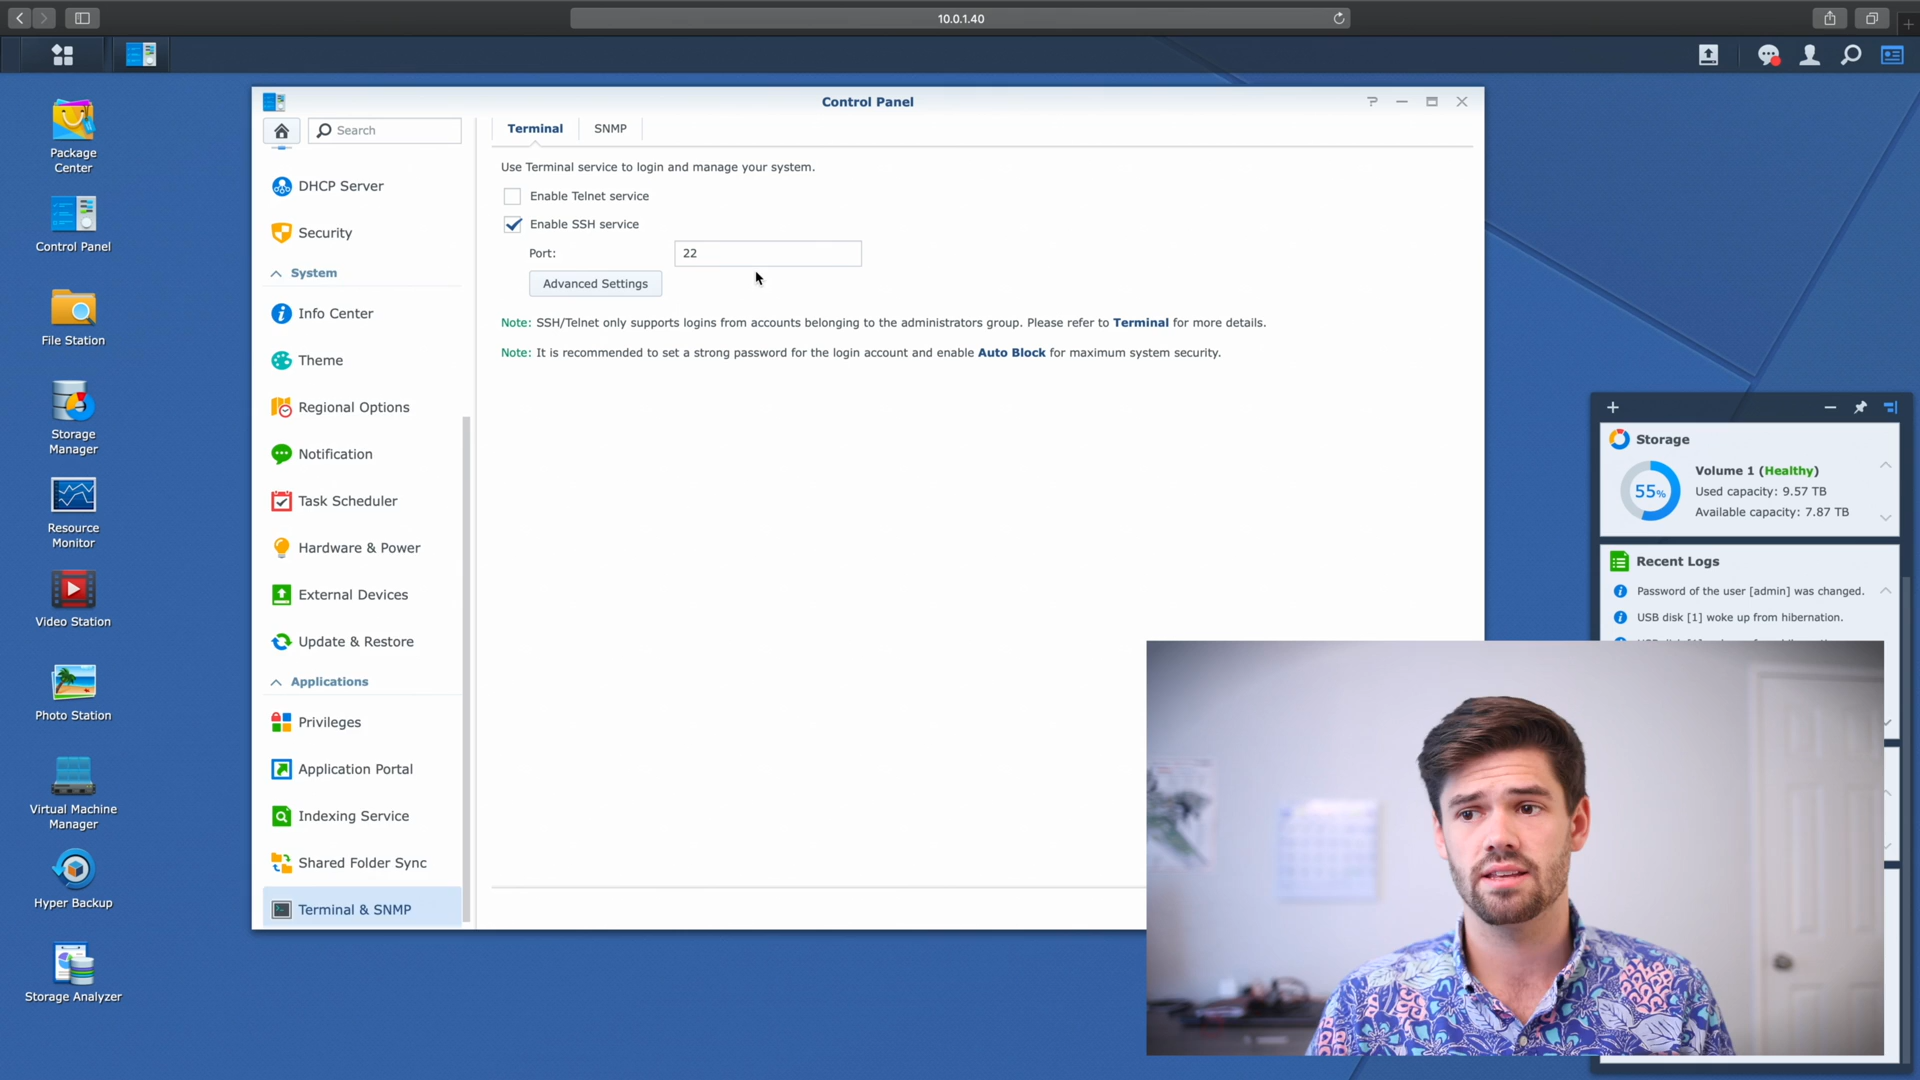 10.0.1.40
Package
Center
Control Panel
File Station
Storage
Manager
Resource
Monitor
Video Station
Photo Station
Virtual Machine
Manager
Hyper Backup
Storage Analyzer
Control Panel
Search
DHCP Server
Security
System
Info Center
Theme
Regional Options
Notification
Task Scheduler
Hardware & Power
External Devices
Update & Restore
Applications
Privileges
Application Portal
Indexing Service
Shared Folder Sync
Terminal & SNMP
Terminal
SNMP
Use Terminal service to login and manage your system.
Enable Telnet service
Enable SSH service
Port: 22
Advanced Settings
Note: SSH/Telnet only supports logins from accounts belonging to the administrators group. Please refer to Terminal for more details.
Note: It is recommended to set a strong password for the login account and enable Auto Block for maximum system security.
Storage
55%
Volume 1 (Healthy)
Used capacity: 9.57 TB
Available capacity: 7.87 TB
Recent Logs
Password of the user [admin] was changed.
USB disk [1] woke up from hibernation.